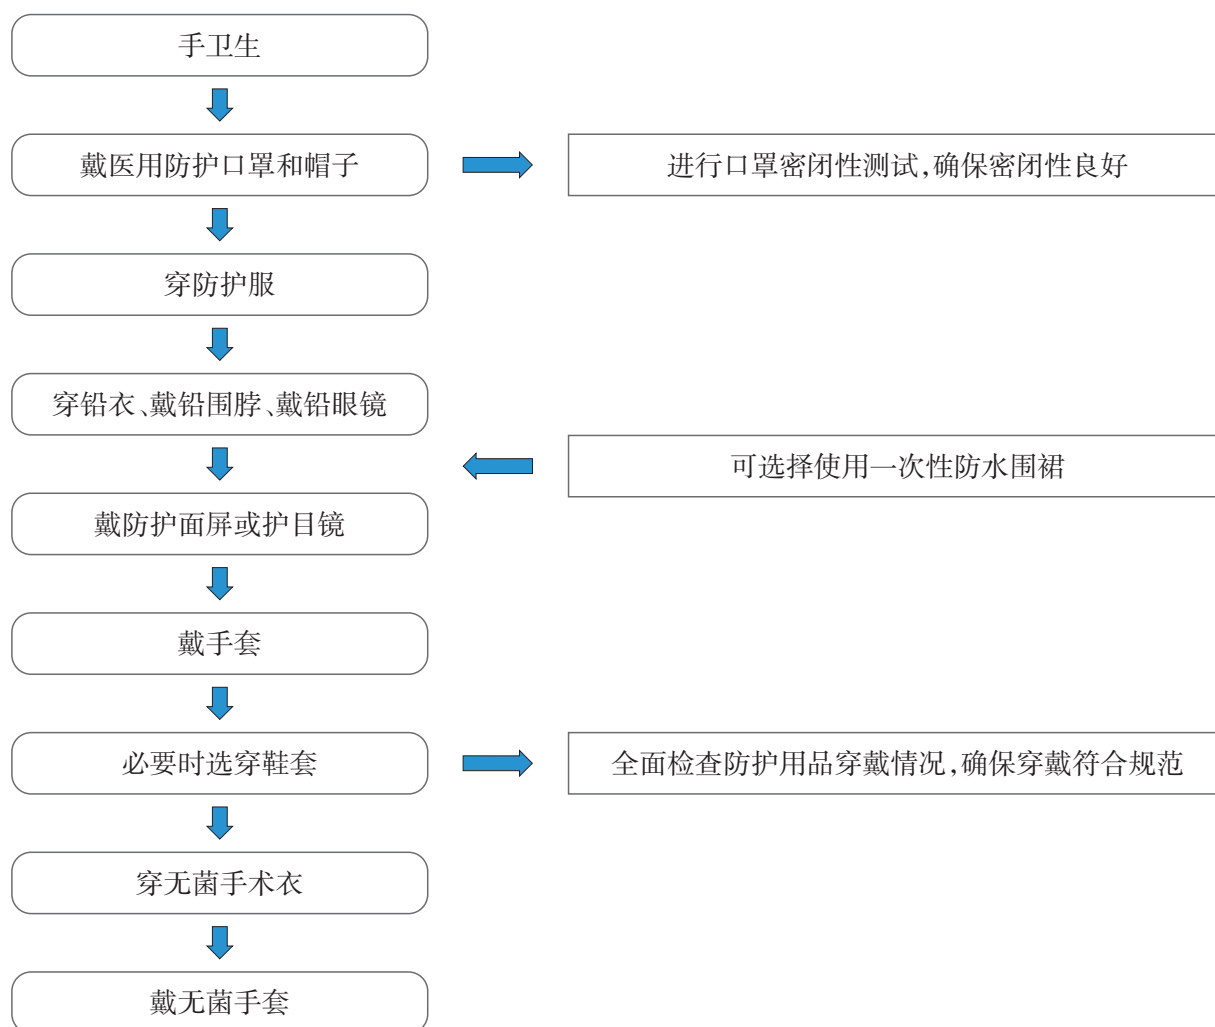 手卫生
戴医用防护口罩和帽子
进行口罩密闭性测试,确保密闭性良好
穿防护服
穿铅衣、戴铅围脖、戴铅眼镜
可选择使用一次性防水围裙
戴防护面屏或护目镜
戴手套
必要时选穿鞋套
全面检查防护用品穿戴情况,确保穿戴符合规范
穿无菌手术衣
戴无菌手套